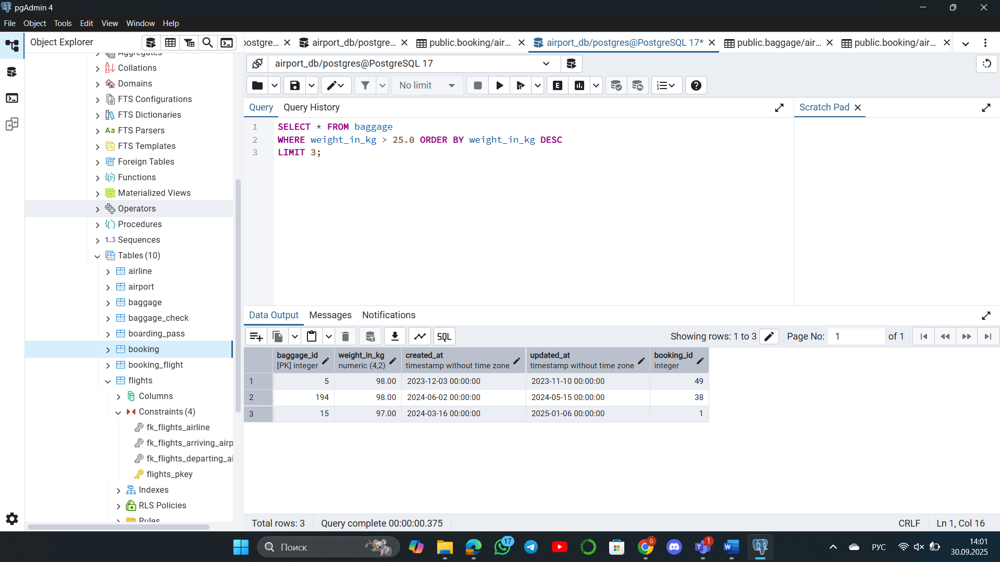 pgAdmin 4
File Object Tools Edit View Window Help
Object Explorer
postgre...
airport_db/postgre...
public.booking/air...
airport_db/postgres@PostgreSQL 17*
public.baggage/air...
public.booking/air...
airport_db/postgres@PostgreSQL 17
No limit
E
Query
Query History
Scratch Pad
1 SELECT * FROM baggage
2 WHERE weight_in_kg > 25.0 ORDER BY weight_in_kg DESC
3 LIMIT 3;
Aggregates
Collations
Domains
FTS Configurations
FTS Dictionaries
Aa FTS Parsers
FTS Templates
Foreign Tables
Functions
Materialized Views
Operators
Procedures
1..3 Sequences
Tables (10)
airline
airport
baggage
baggage_check
boarding_pass
booking
booking_flight
flights
Columns
Constraints (4)
fk_flights_airline
fk_flights_arriving_airp
fk_flights_departing_ai
flights_pkey
Indexes
RLS Policies
Rules
Data Output Messages Notifications
SQL
Showing rows: 1 to 3
Page No: 1 of 1
baggage_id weight_in_kg created_at updated_at booking_id
[PK] integer numeric (4,2) timestamp without time zone timestamp without time zone integer
1 5 98.00 2023-12-03 00:00:00 2023-11-10 00:00:00 49
2 194 98.00 2024-06-02 00:00:00 2024-05-15 00:00:00 38
3 15 97.00 2024-03-16 00:00:00 2025-01-06 00:00:00 1
Total rows: 3
Query complete 00:00:00.375
CRLF
Ln 1, Col 16
Поиск
17
G
1
W
РУС
14:01
30.09.2025